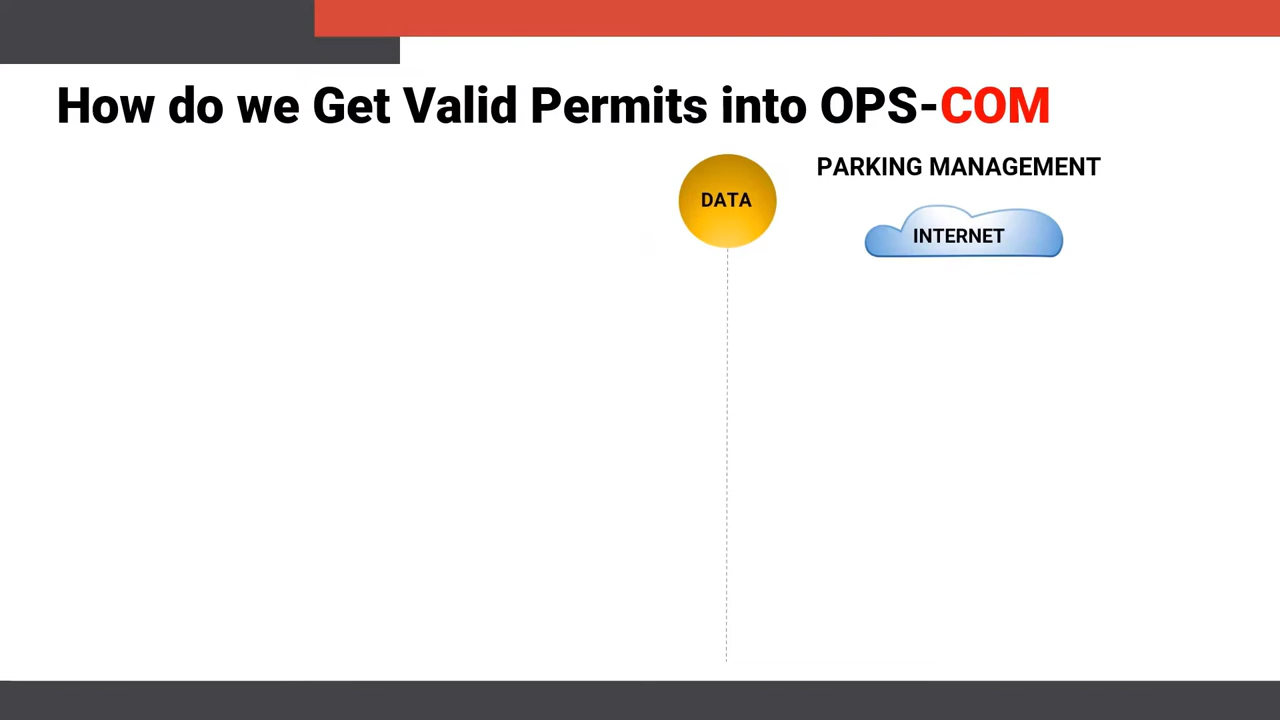 How do we Get Valid Permits into OPS-COM
PARKING MANAGEMENT
DATA
INTERNET